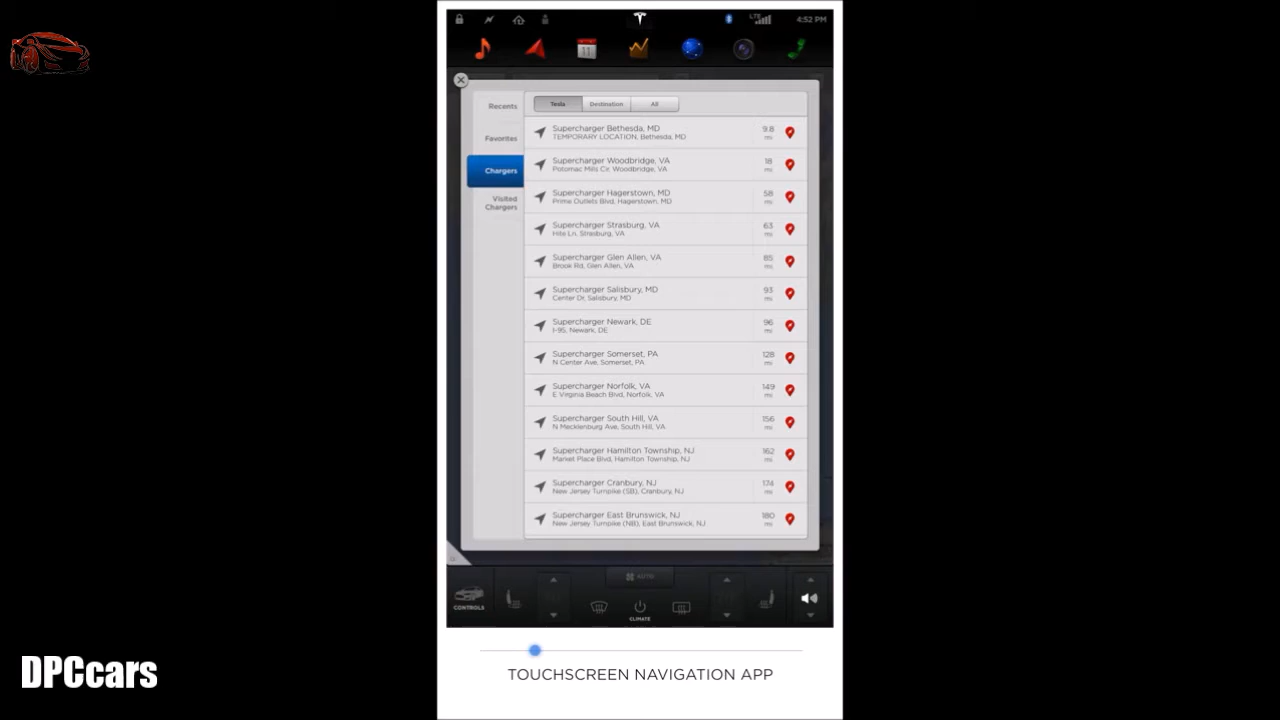 LTE
4:52 PM
11
Recents
Favorites
Chargers
Visited
Chargers
Tesla
Destination
All
Supercharger Bethesda, MD
TEMPORARY LOCATION, Bethesda, MD
9.8
mi
Supercharger Woodbridge, VA
Potomac Mills Cir, Woodbridge, VA
18
mi
Supercharger Hagerstown, MD
Prime Outlets Blvd, Hagerstown, MD
58
mi
Supercharger Strasburg, VA
Hite Ln, Strasburg, VA
63
mi
Supercharger Glen Allen, VA
Brook Rd, Glen Allen, VA
85
mi
Supercharger Salisbury, MD
Center Dr, Salisbury, MD
93
mi
Supercharger Newark, DE
I-95, Newark, DE
96
mi
Supercharger Somerset, PA
N Center Ave, Somerset, PA
128
mi
Supercharger Norfolk, VA
E Virginia Beach Blvd, Norfolk, VA
149
mi
Supercharger South Hill, VA
N Mecklenburg Ave, South Hill, VA
156
mi
Supercharger Hamilton Township, NJ
Market Place Blvd, Hamilton Township, NJ
162
mi
Supercharger Cranbury, NJ
New Jersey Turnpike (SB), Cranbury, NJ
174
mi
Supercharger East Brunswick, NJ
New Jersey Turnpike (NB), East Brunswick, NJ
180
mi
AUTO
CONTROLS
CLIMATE
TOUCHSCREEN NAVIGATION APP
DPCcars